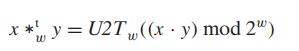 x *ᵗ_w y = U2T_w((x · y) mod 2^w)